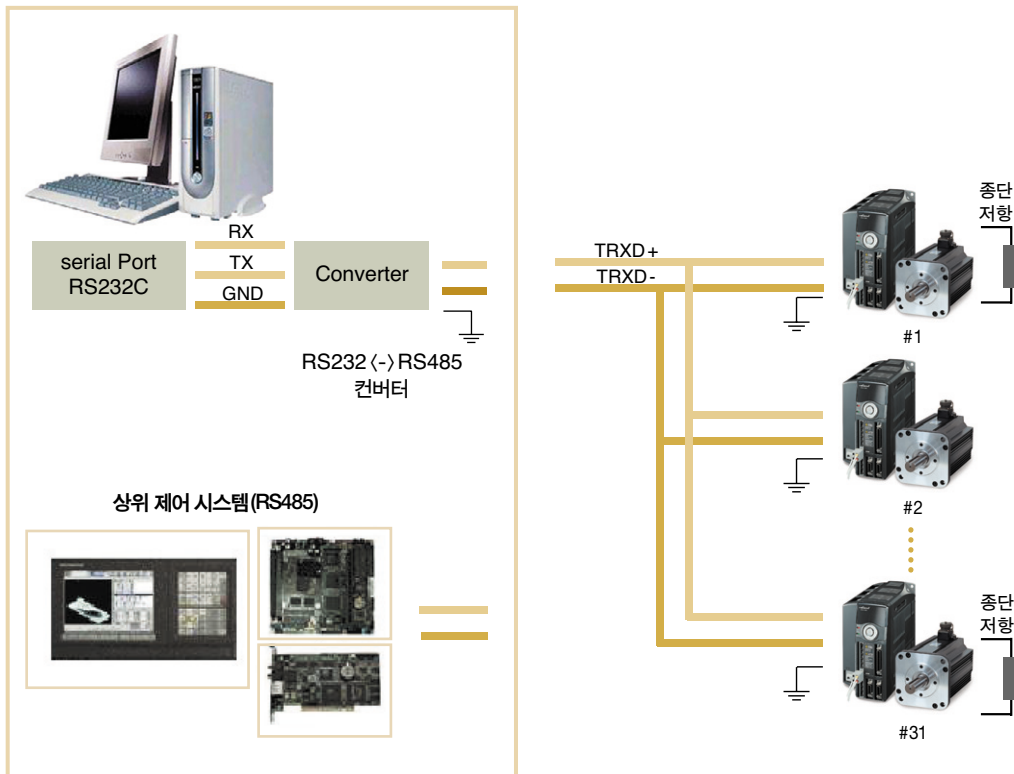 RX
TX
GND
serial Port
RS232C
Converter
RS232〈-〉RS485
컨버터
상위 제어 시스템(RS485)
TRXD+
TRXD-
종단
저항
#1
#2
종단
저항
#31